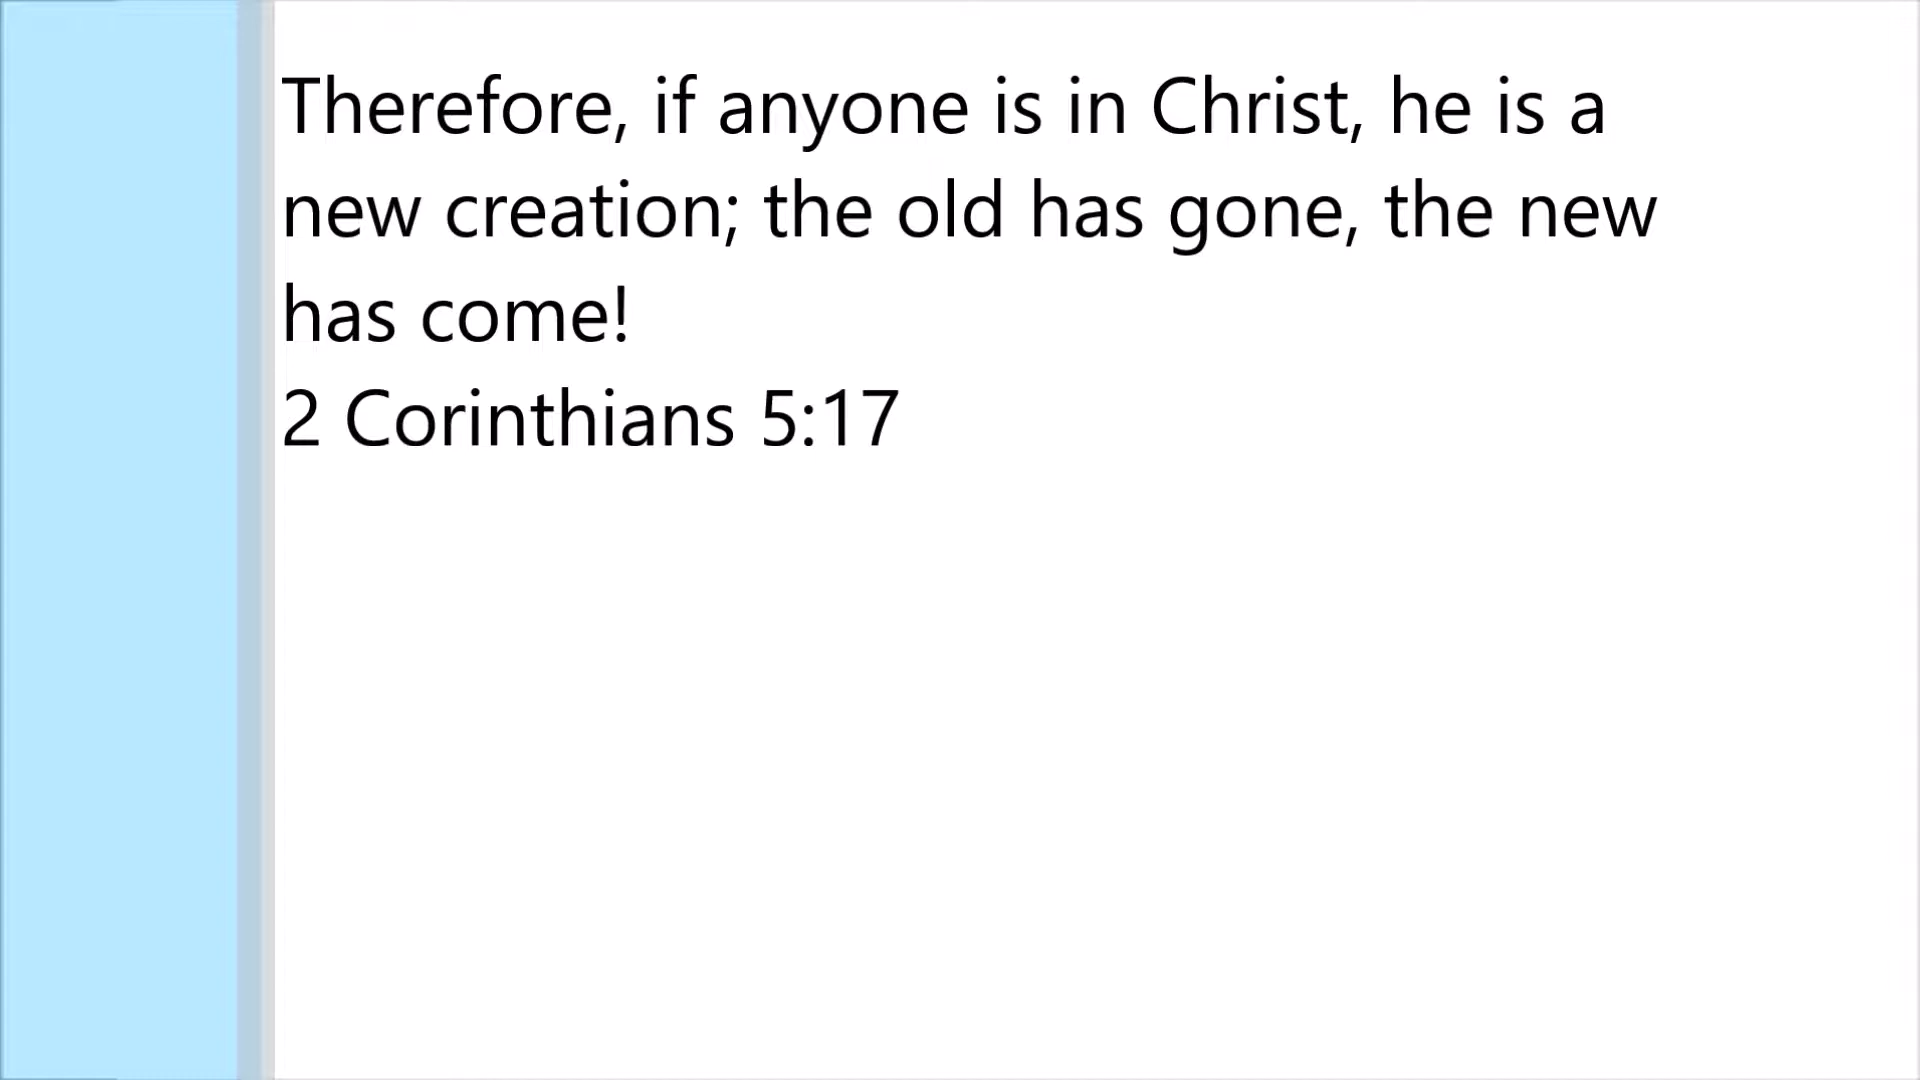 Therefore, if anyone is in Christ, he is a
new creation; the old has gone, the new
has come!
2 Corinthians 5:17